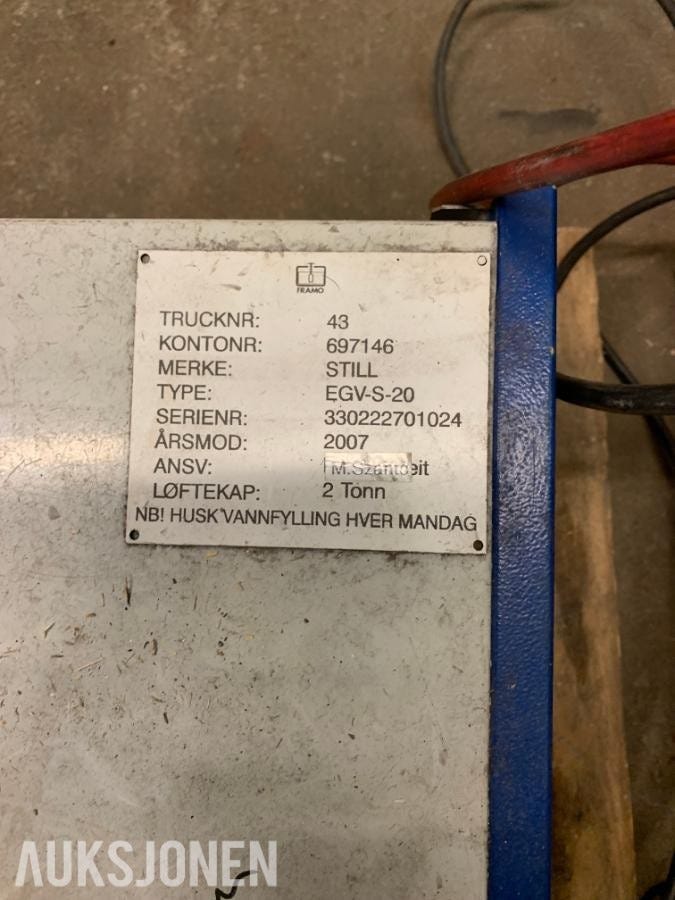 FRAMO
TRUCKNR: 43
KONTONR: 697146
MERKE: STILL
TYPE: EGV-S-20
SERIENR: 330222701024
ÅRSMOD: 2007
ANSV: M.Szantoeit
LØFTEKAP: 2 Tonn
NB! HUSK VANNFYLLING HVER MANDAG
AUKSJONEN